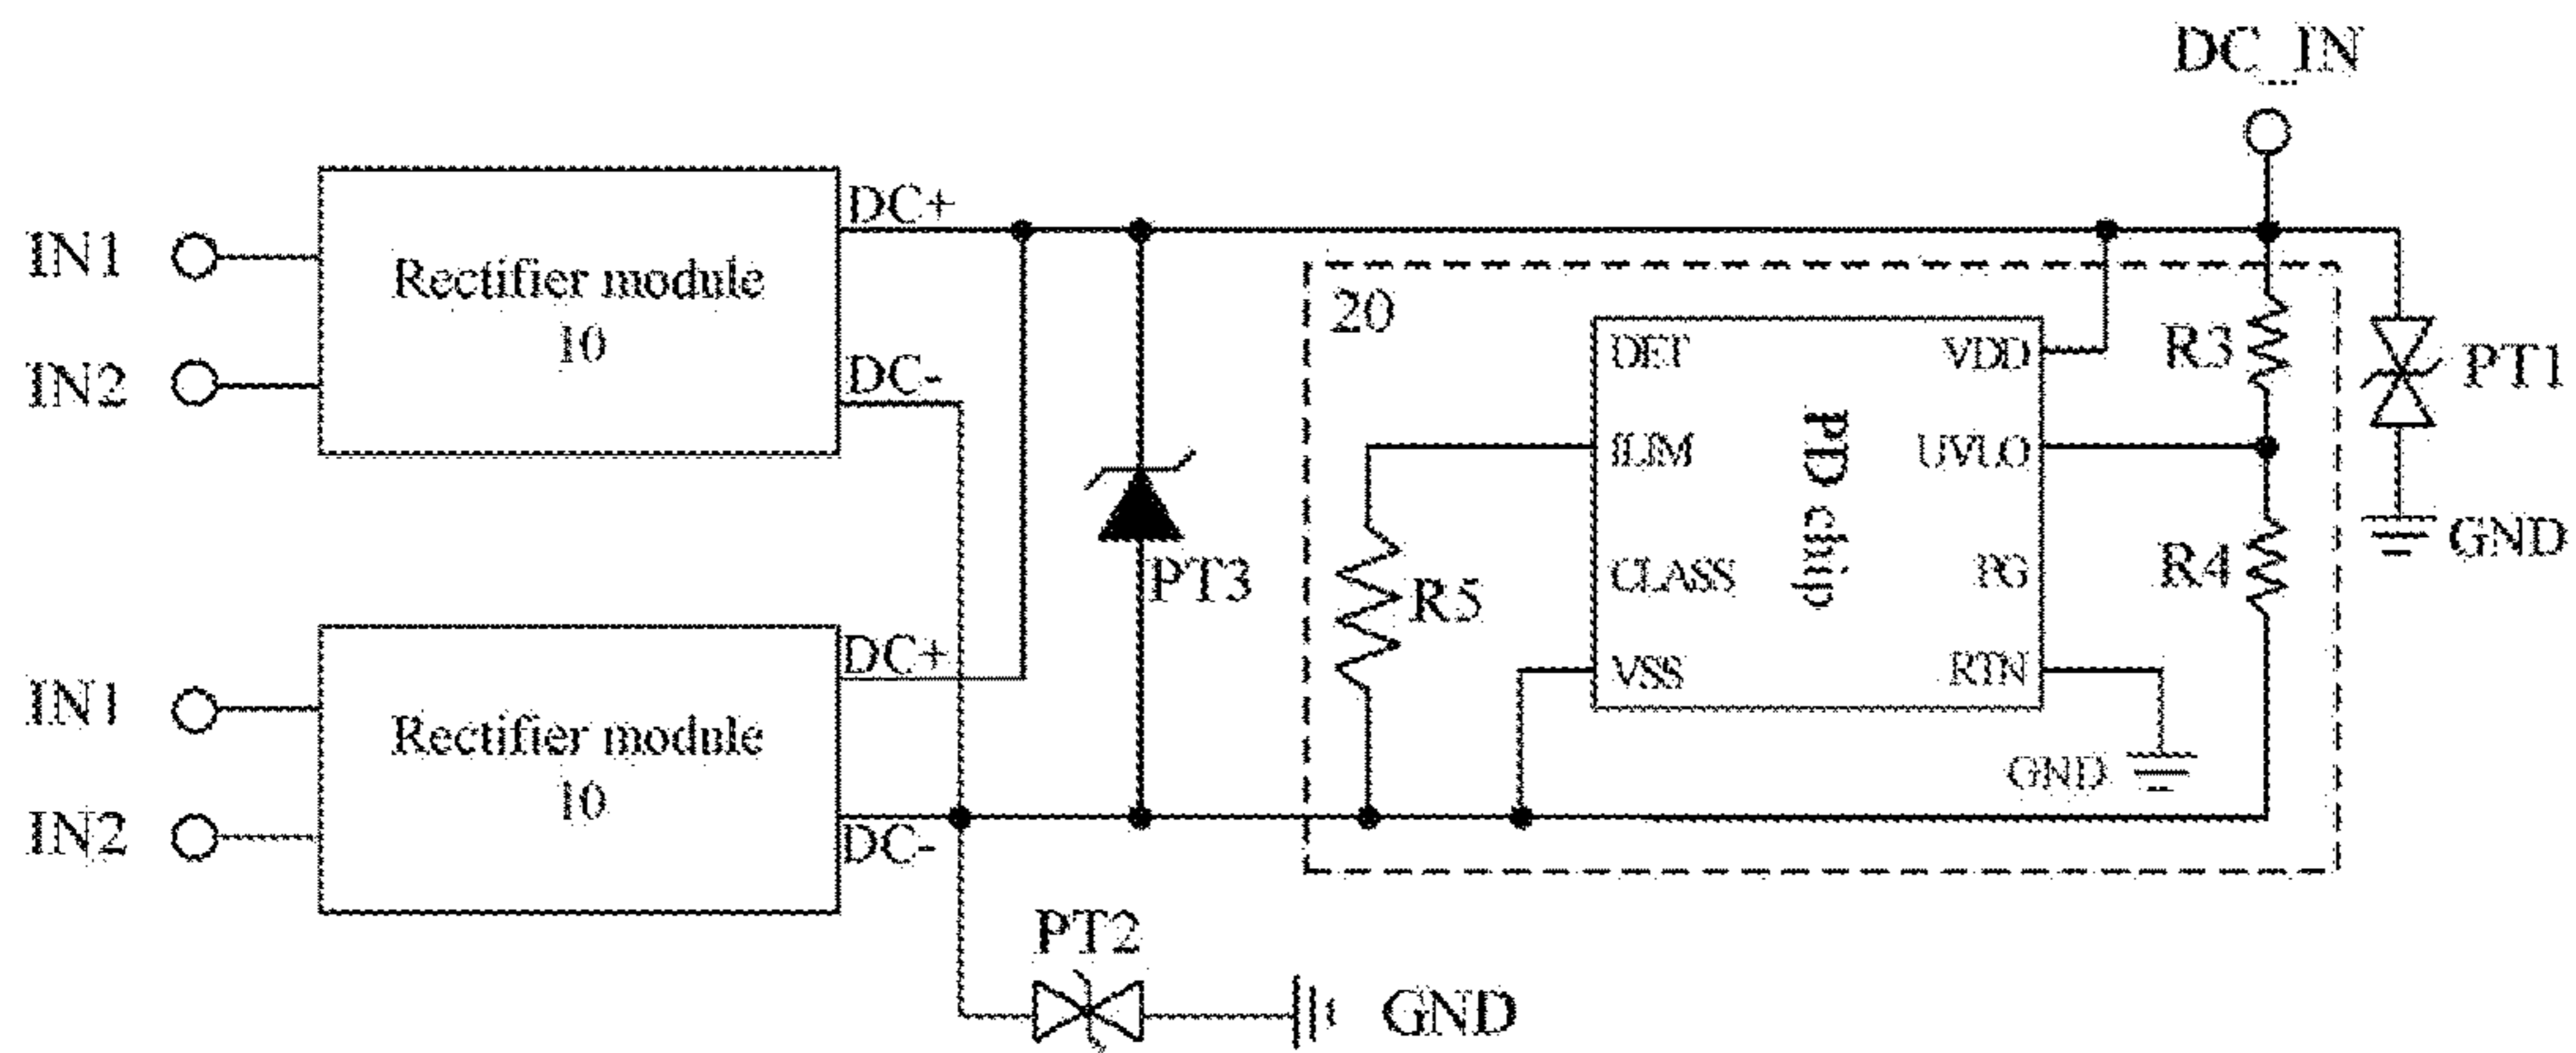 DC_IN
IN1
IN2
Rectifier module
10
DC+
DC-
PT3
20
DET
ILIM
CLASS
VSS
PD chip
VDD
UVLO
PG
RTN
GND
R5
R3
R4
PT1
GND
IN1
IN2
Rectifier module
10
DC+
DC-
PT2
GND